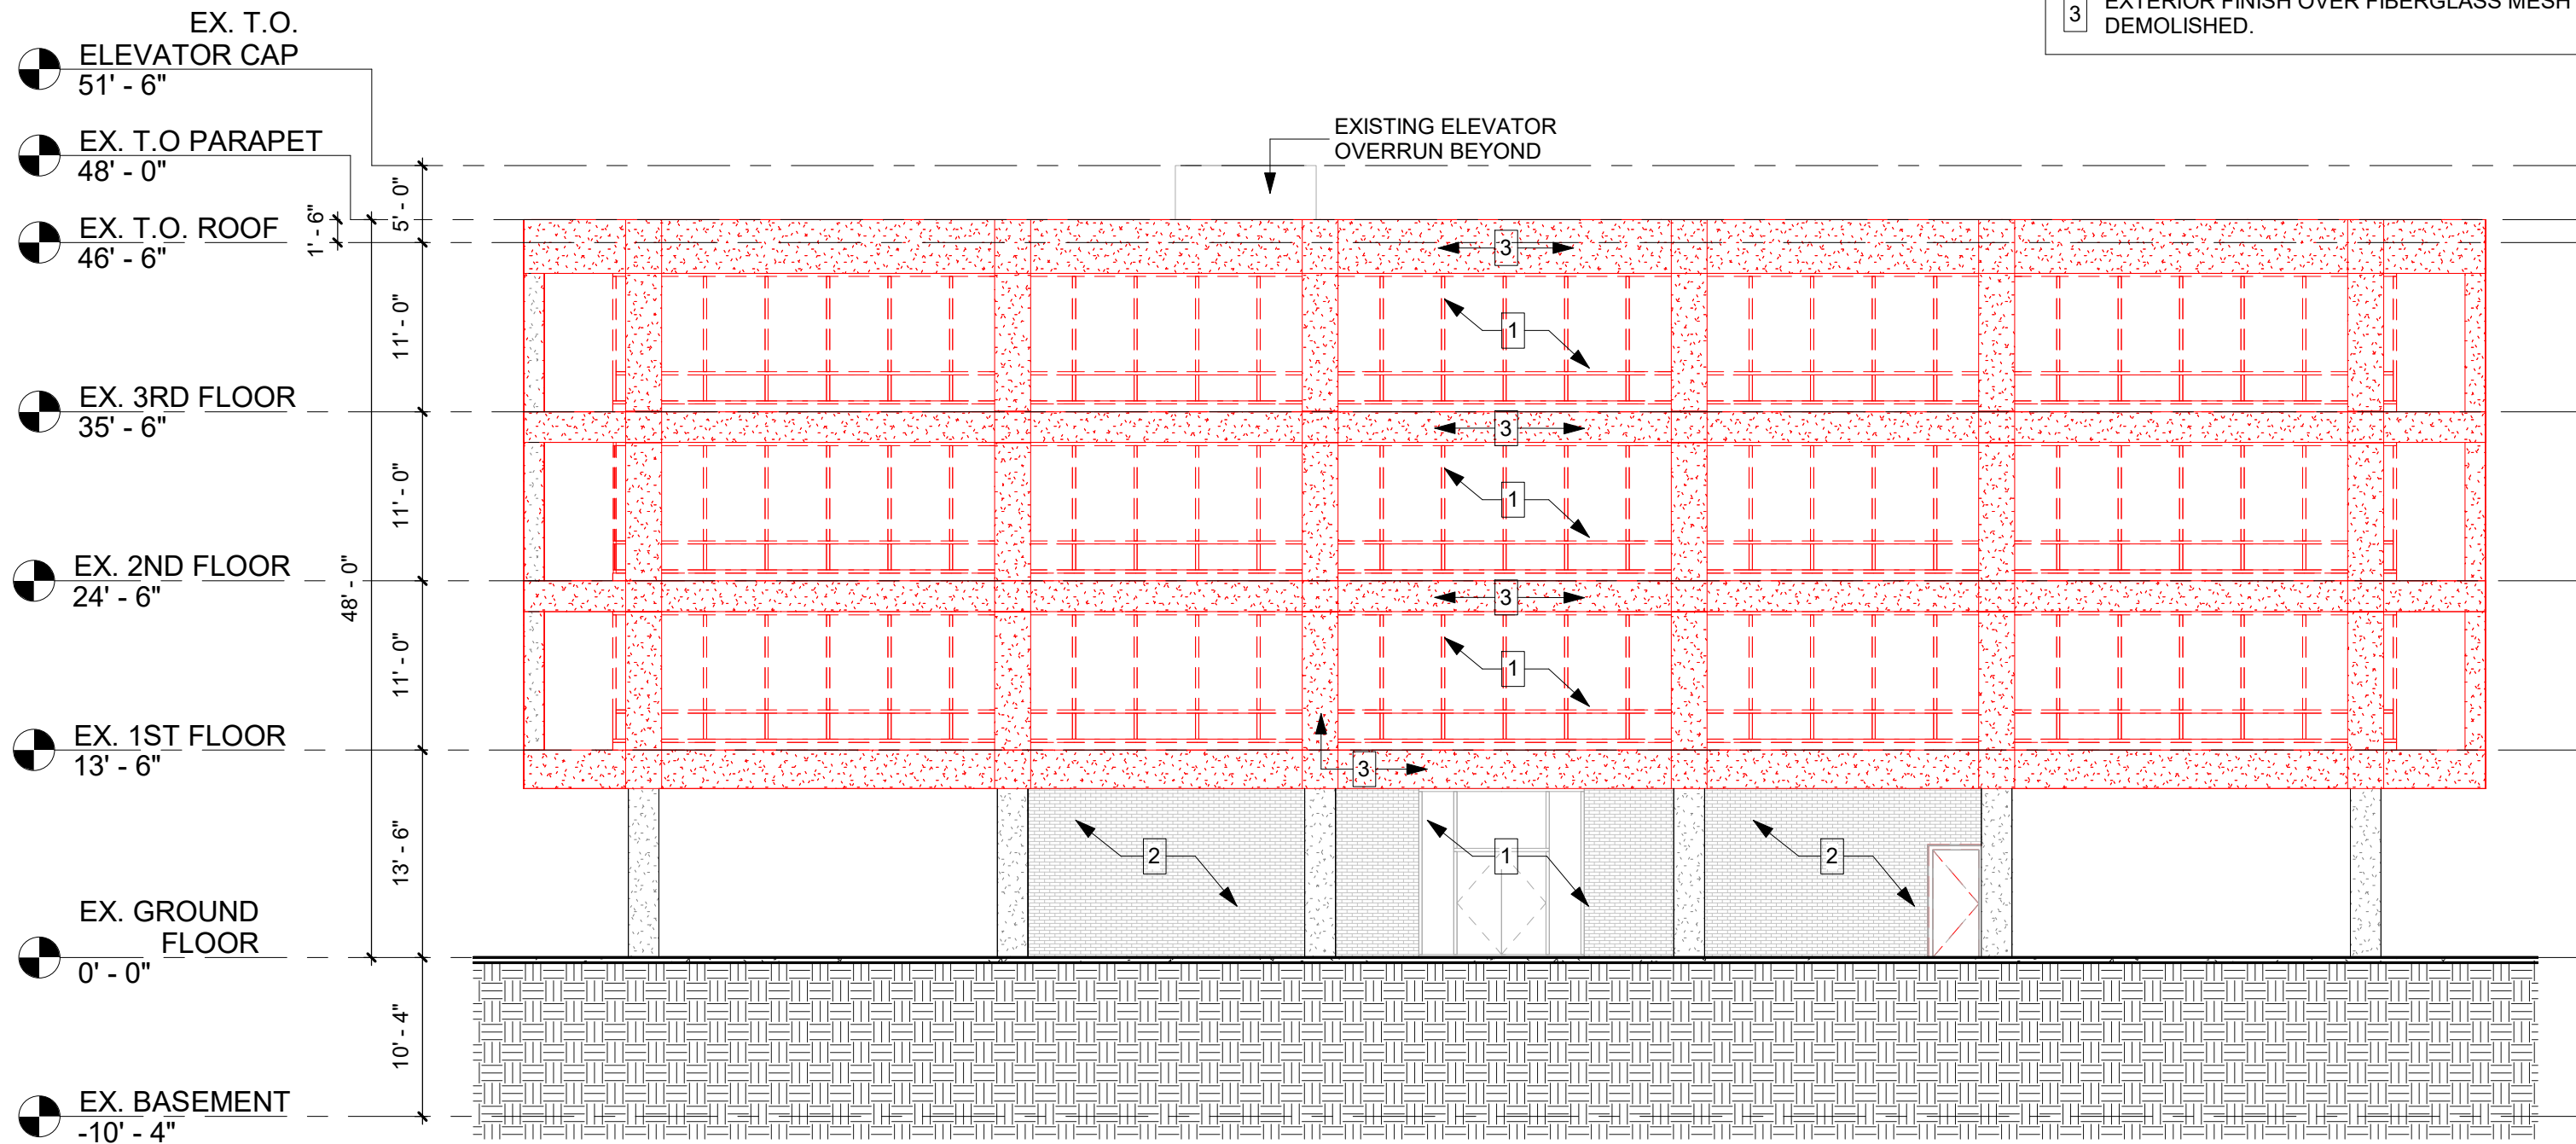 3 EXTERIOR FINISH OVER FIBERGLASS MESH
DEMOLISHED.
EX. T.O.
ELEVATOR CAP
51' - 6"
EX. T.O PARAPET
48' - 0"
EX. T.O. ROOF
46' - 6"
EX. 3RD FLOOR
35' - 6"
EX. 2ND FLOOR
24' - 6"
EX. 1ST FLOOR
13' - 6"
EX. GROUND
FLOOR
0' - 0"
EX. BASEMENT
-10' - 4"
1' - 6"
48' - 0"
5' - 0"
11' - 0"
11' - 0"
11' - 0"
13' - 6"
10' - 4"
EXISTING ELEVATOR
OVERRUN BEYOND
3
1
3
1
3
1
3
2
1
2